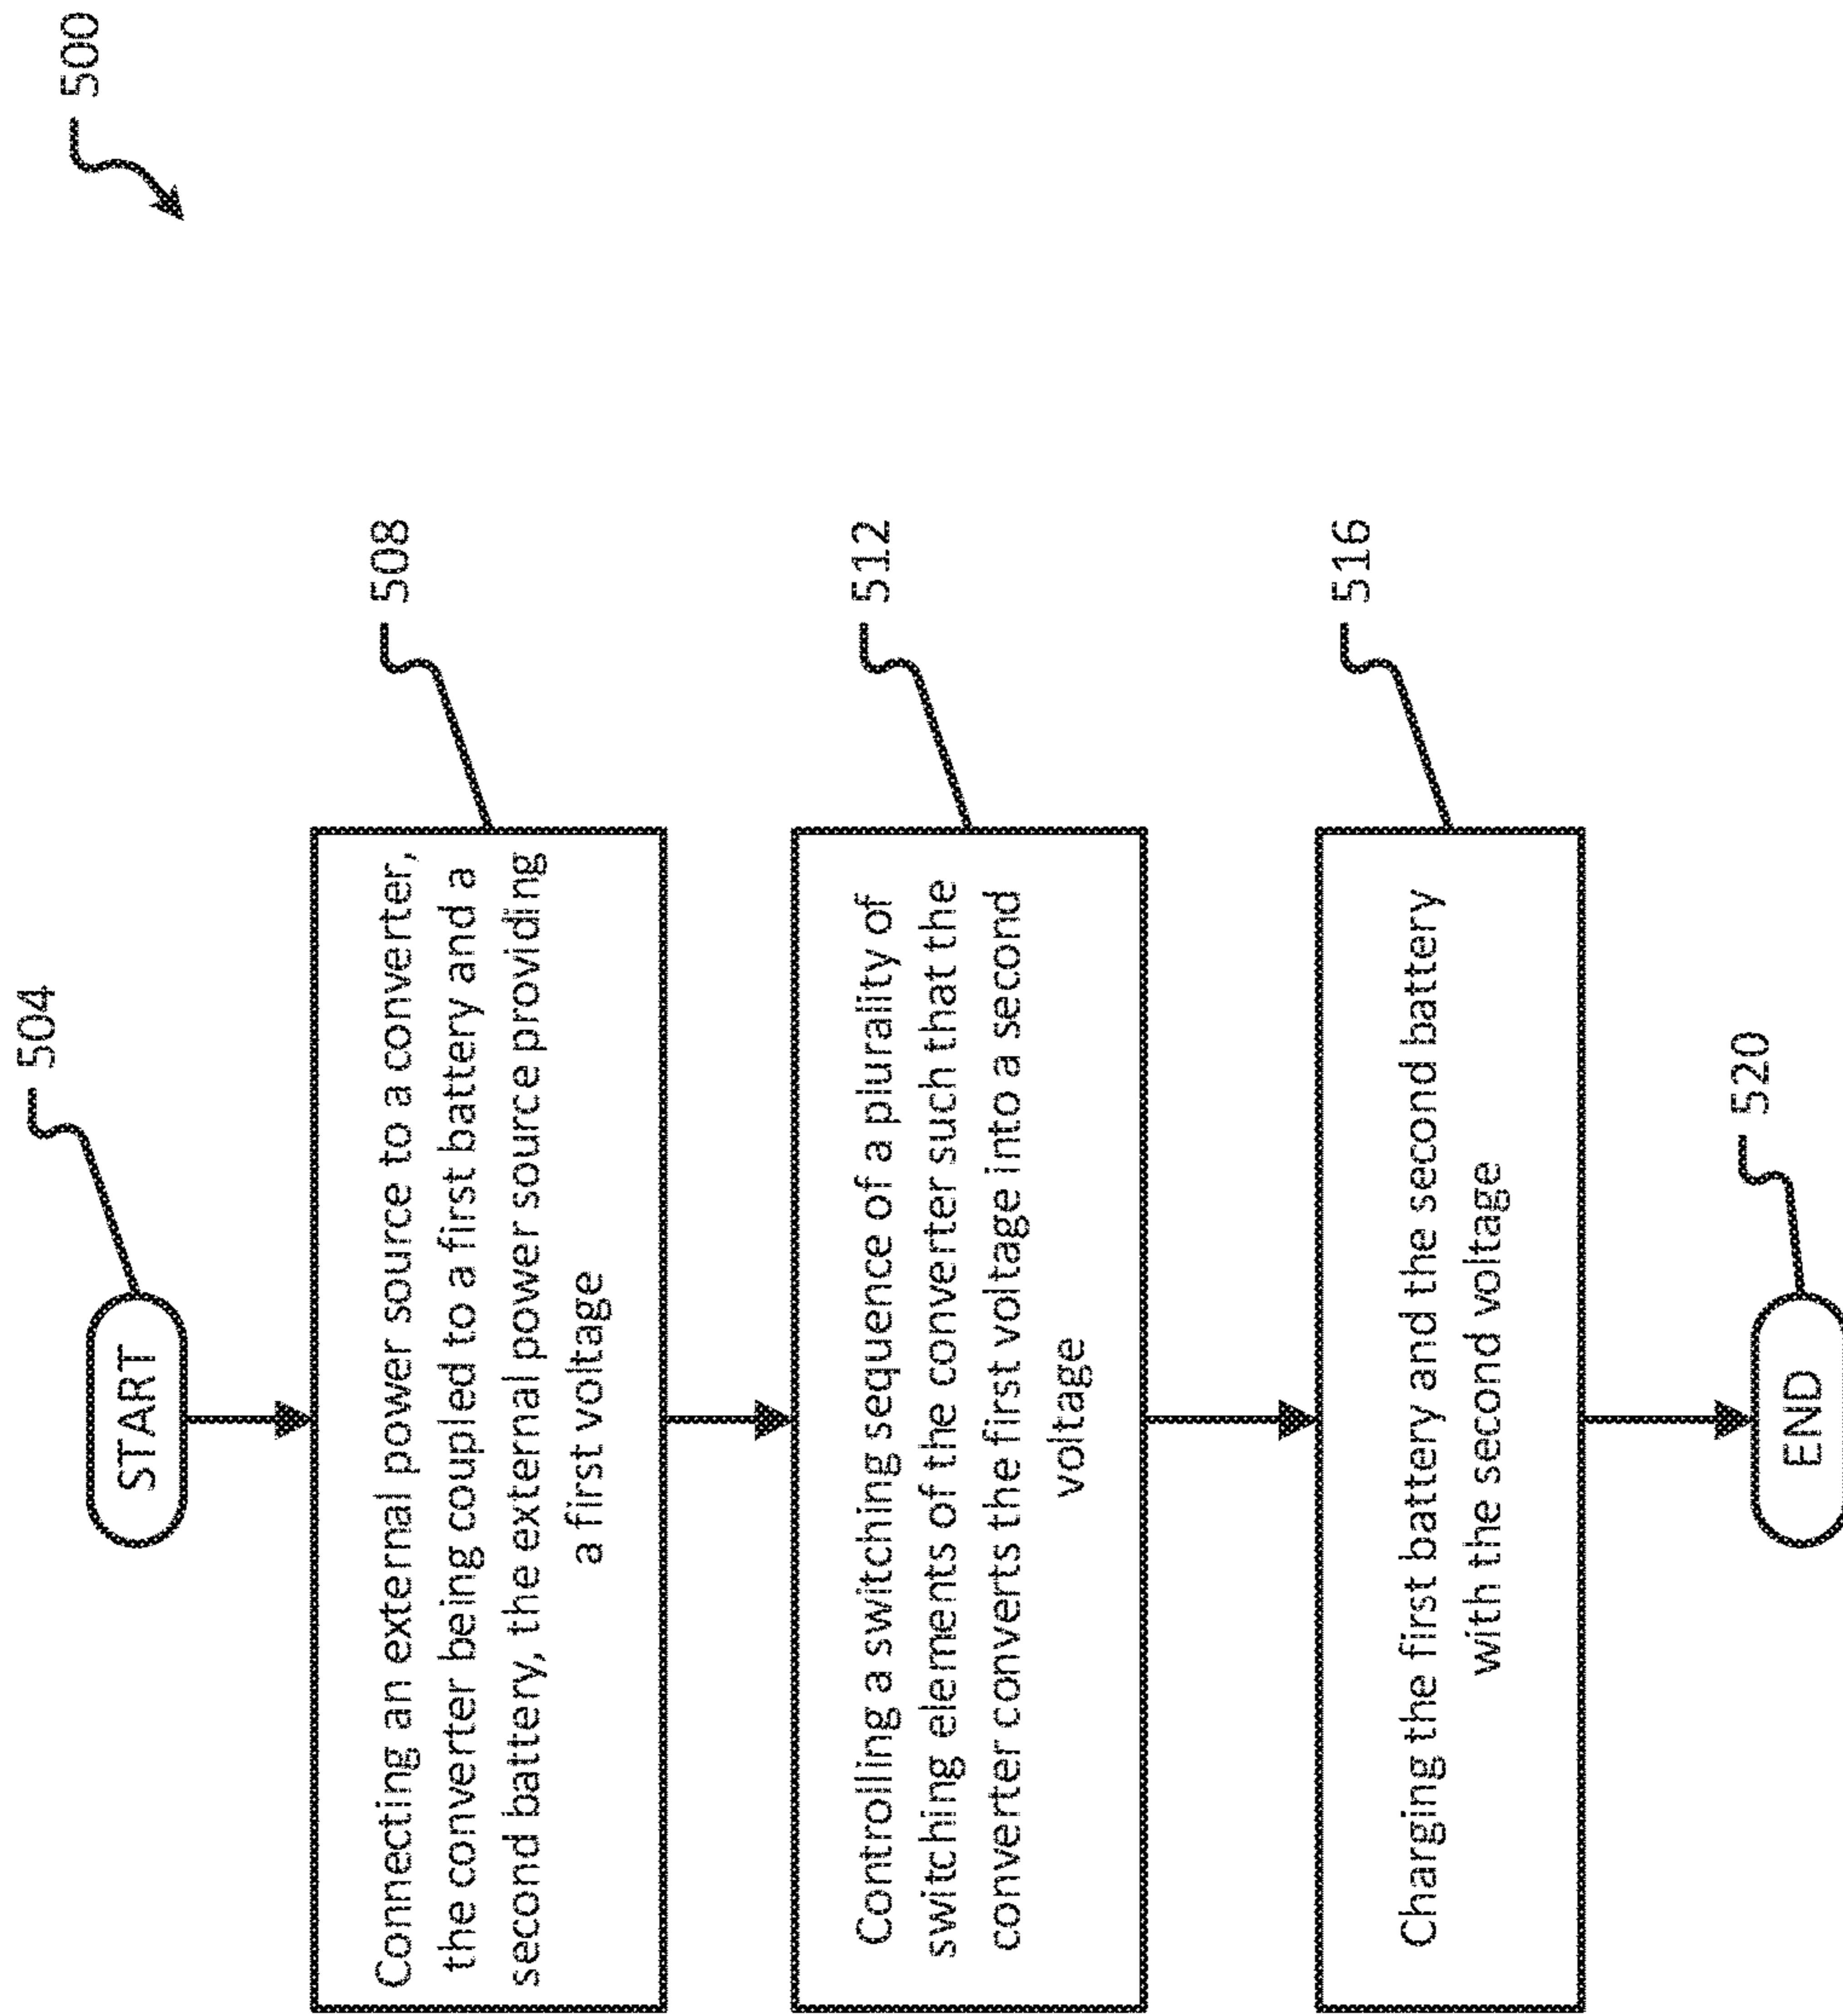 500
504
START
Connecting an external power source to a converter,
the converter being coupled to a first battery and a
second battery, the external power source providing
a first voltage
508
Controlling a switching sequence of a plurality of
switching elements of the converter such that the
converter converts the first voltage into a second
voltage
512
Charging the first battery and the second battery
with the second voltage
516
END
520